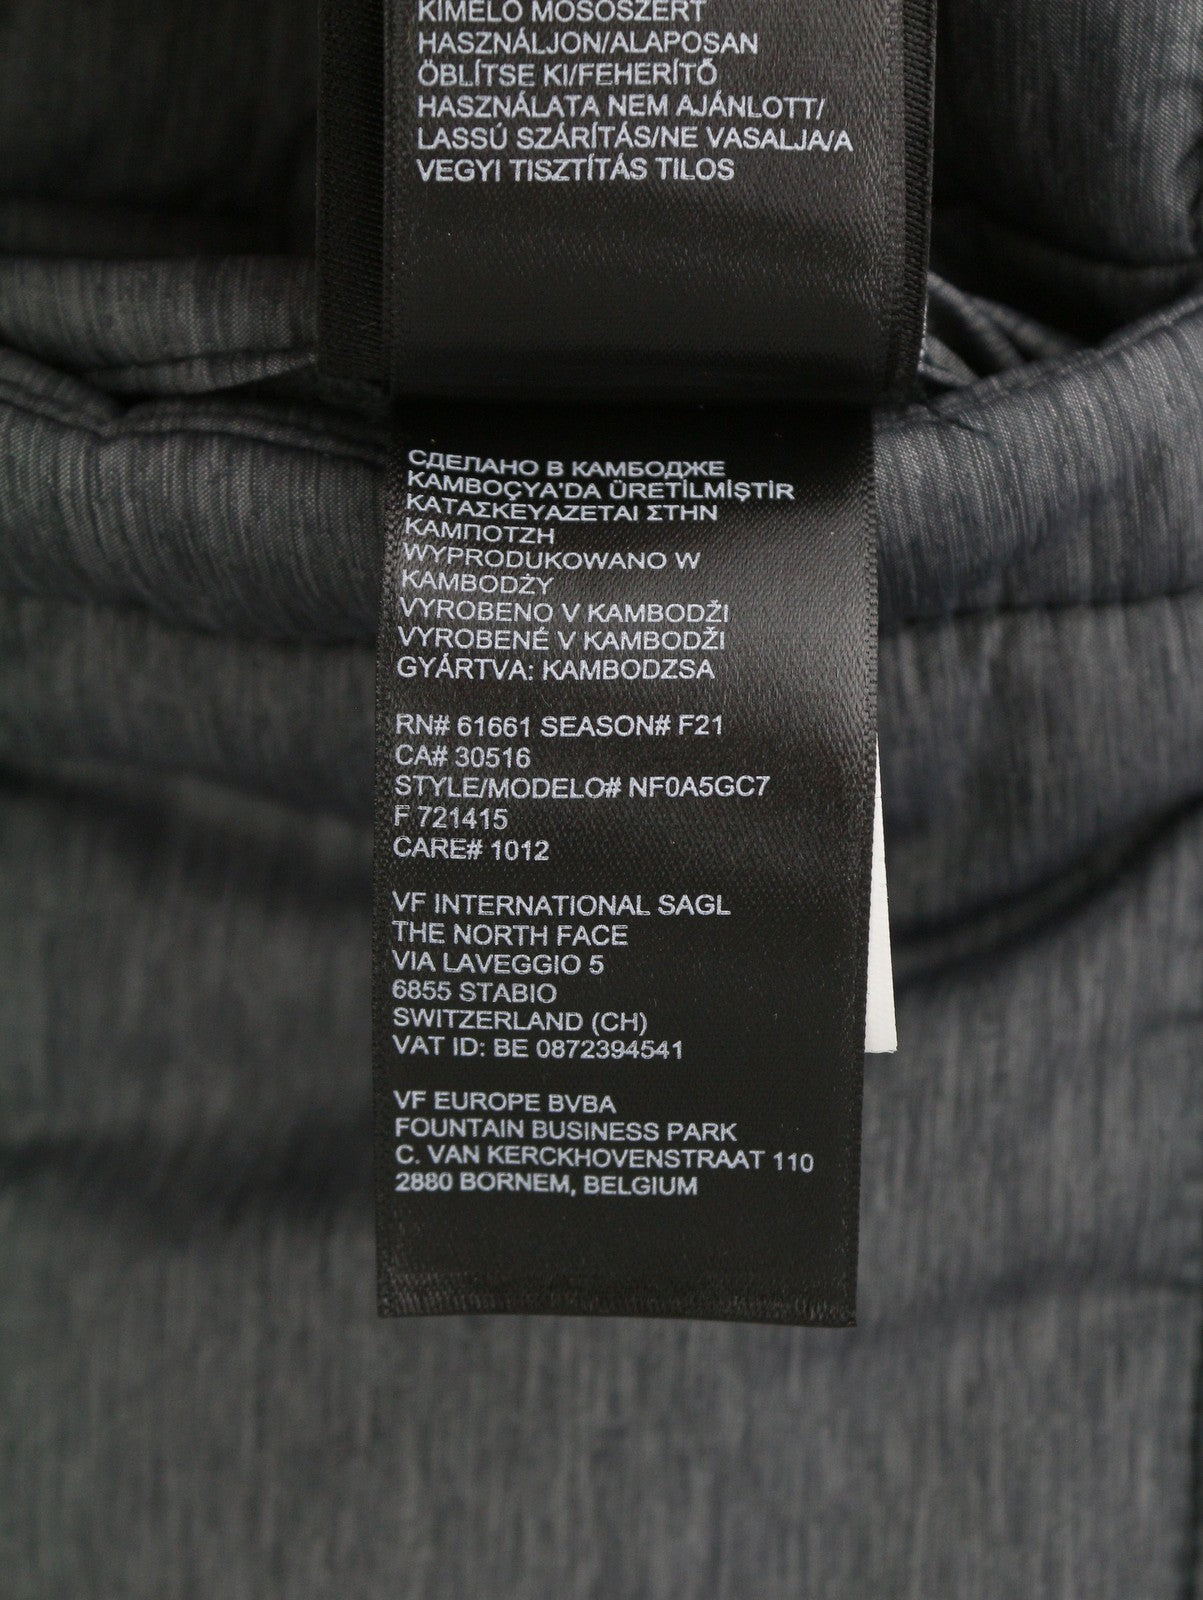 KÍMÉLŐ MOSÓSZERT
HASZNÁLJON/ALAPOSAN
ÖBLÍTSE KI/FEHERÍTŐ
HASZNÁLATA NEM AJÁNLOTT/
LASSÚ SZÁRÍTÁS/NE VASALJA/A
VEGYI TISZTÍTÁS TILOS
СДЕЛАНО В КАМБОДЖЕ
KAMBOÇYA'DA ÜRETİLMİŞTİR
ΚΑΤΑΣΚΕΥΑΖΕΤΑΙ ΣΤΗΝ
ΚΑΜΠΟΤΖΗ
WYPRODUKOWANO W
KAMBODŻY
VYROBENO V KAMBODŽI
VYROBENÉ V KAMBODŽI
GYÁRTVA: KAMBODZSA
RN# 61661 SEASON# F21
CA# 30516
STYLE/MODELO# NF0A5GC7
F 721415
CARE# 1012
VF INTERNATIONAL SAGL
THE NORTH FACE
VIA LAVEGGIO 5
6855 STABIO
SWITZERLAND (CH)
VAT ID: BE 0872394541
VF EUROPE BVBA
FOUNTAIN BUSINESS PARK
C. VAN KERCKHOVENSTRAAT 110
2880 BORNEM, BELGIUM